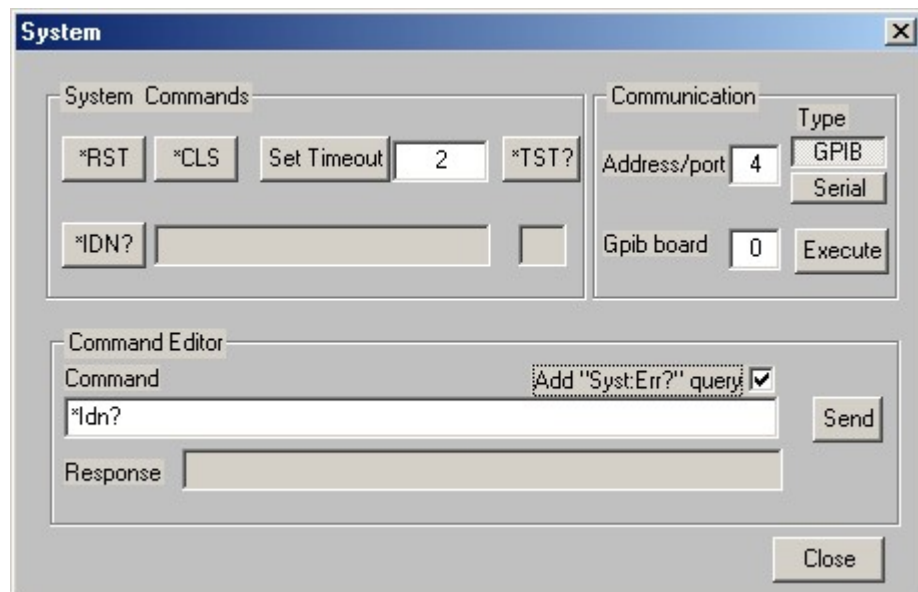 System
System Commands
*RST *CLS Set Timeout 2 *TST?
*IDN?
Communication
Type
Address/port 4 GPIB
Serial
Gpib board 0 Execute
Command Editor
Command Add "Syst:Err?" query
*Idn?
Send
Response
Close